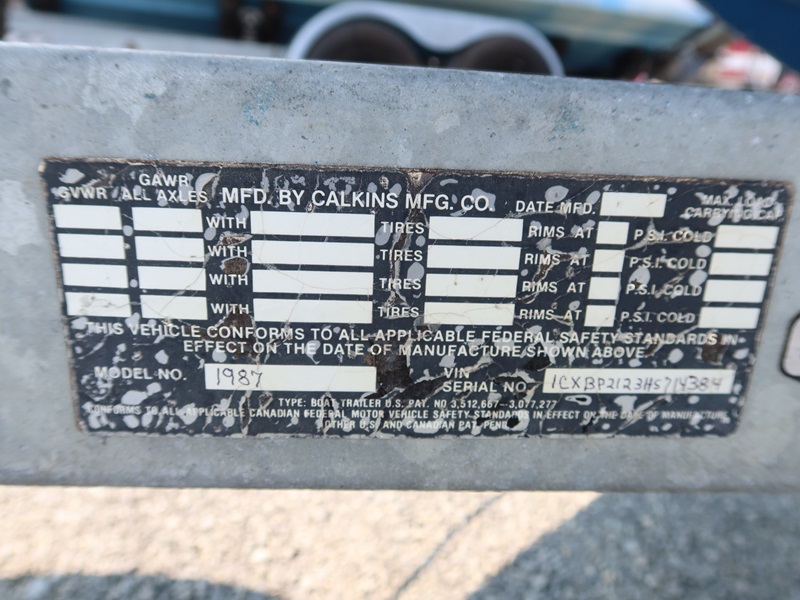 GVWR GAWR ALL AXLES MFD. BY CALKINS MFG. CO. DATE MFD. MAX. LOAD CARRYING CAP.
WITH TIRES RIMS AT P.S.I. COLD
WITH TIRES RIMS AT P.S.I. COLD
WITH TIRES RIMS AT P.S.I. COLD
WITH TIRES RIMS AT P.S.I. COLD
THIS VEHICLE CONFORMS TO ALL APPLICABLE FEDERAL SAFETY STANDARDS IN
EFFECT ON THE DATE OF MANUFACTURE SHOWN ABOVE.
MODEL NO. 1987 VIN SERIAL NO.
TYPE: BOAT TRAILER U.S. PAT. NO 3,512,667-3,077,277
CONFORMS TO ALL APPLICABLE CANADIAN FEDERAL MOTOR VEHICLE SAFETY STANDARDS IN EFFECT ON THE DATE OF MANUFACTURE.
OTHER U.S. AND CANADIAN PAT. PEND.